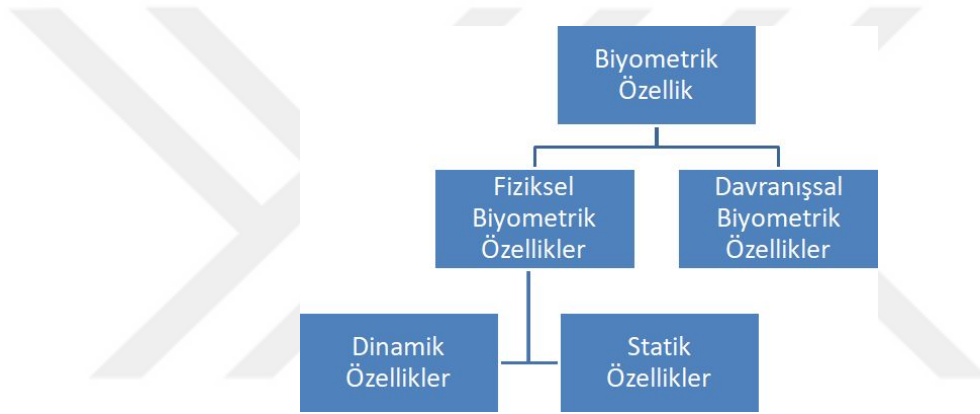 Biyometrik
Özellik
Fiziksel
Biyometrik
Özellikler
Davranışsal
Biyometrik
Özellikler
Dinamik
Özellikler
Statik
Özellikler